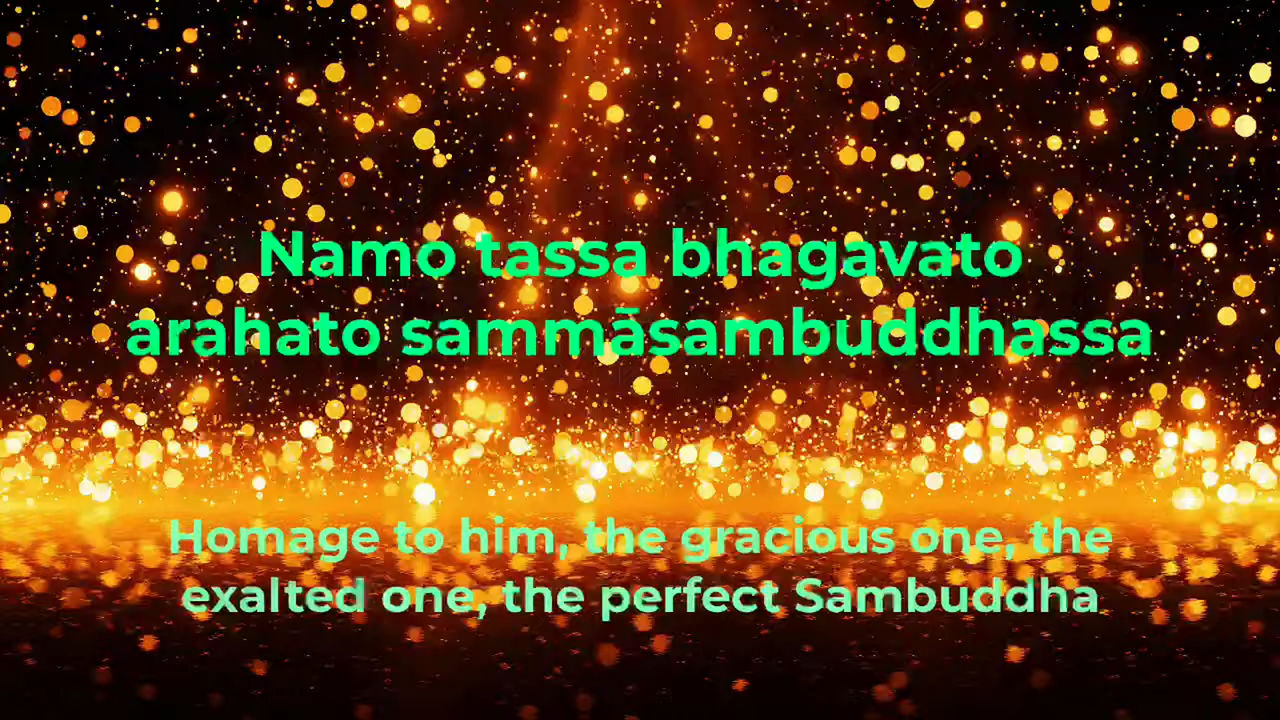 Namo tassa bhagavato
arahato sammāsambuddhassa
Homage to him, the gracious one, the
exalted one, the perfect Sambuddha